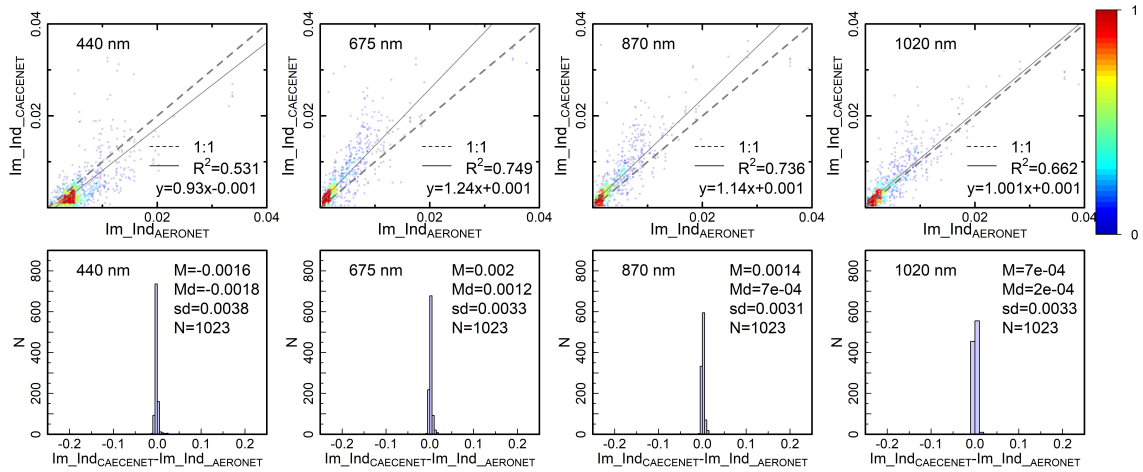 440 nm
1:1
R2=0.531
y=0.93x-0.001
0.02
0.04
0.02
0.04
Im_Ind_CAECENET
Im_IndAERONET
675 nm
1:1
R2=0.749
y=1.24x+0.001
0.02
0.04
0.02
0.04
Im_Ind_CAECENET
Im_IndAERONET
870 nm
1:1
R2=0.736
y=1.14x+0.001
0.02
0.04
0.02
0.04
Im_Ind_CAECENET
Im_IndAERONET
1020 nm
1:1
R2=0.662
y=1.001x+0.001
0.02
0.04
0.02
0.04
Im_Ind_CAECENET
Im_IndAERONET
1
0
440 nm
M=-0.0016
Md=-0.0018
sd=0.0038
N=1023
N
800
600
400
200
0
-0.2 -0.1 0.0 0.1 0.2
Im_IndCAECENET-Im_Ind_AERONET
675 nm
M=0.002
Md=0.0012
sd=0.0033
N=1023
N
800
600
400
200
0
-0.2 -0.1 0.0 0.1 0.2
Im_IndCAECENET-Im_Ind_AERONET
870 nm
M=0.0014
Md=7e-04
sd=0.0031
N=1023
N
800
600
400
200
0
-0.2 -0.1 0.0 0.1 0.2
Im_IndCAECENET-Im_Ind_AERONET
1020 nm
M=7e-04
Md=2e-04
sd=0.0033
N=1023
N
800
600
400
200
0
-0.2 -0.1 0.0 0.1 0.2
Im_IndCAECENET-Im_Ind_AERONET